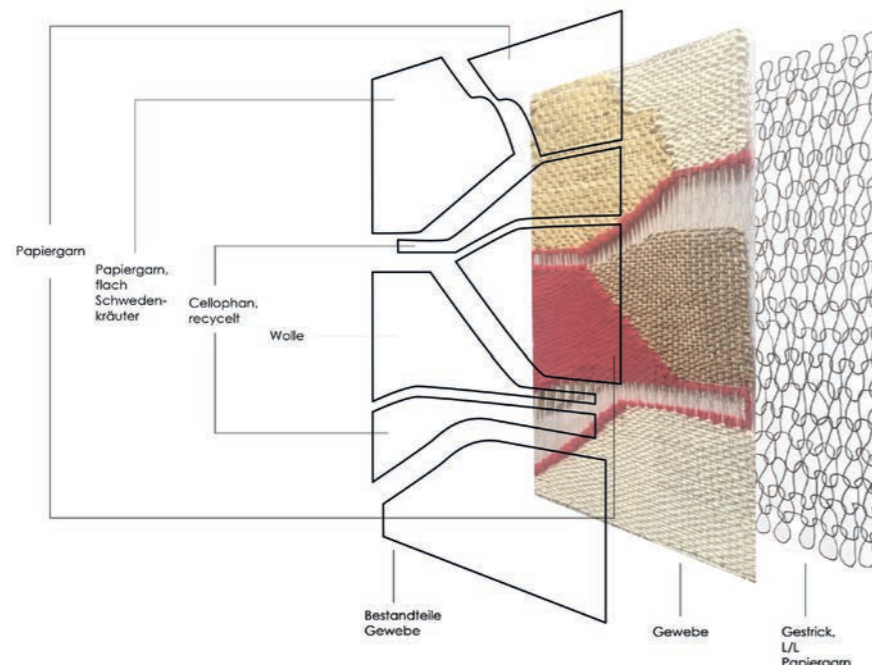 Papiergarn
Papiergarn,
flach
Schweden-
kräuter
Cellophan,
recycelt
Wolle
Bestandteile
Gewebe
Gewebe
Gestrick,
L/L
Papiergarn